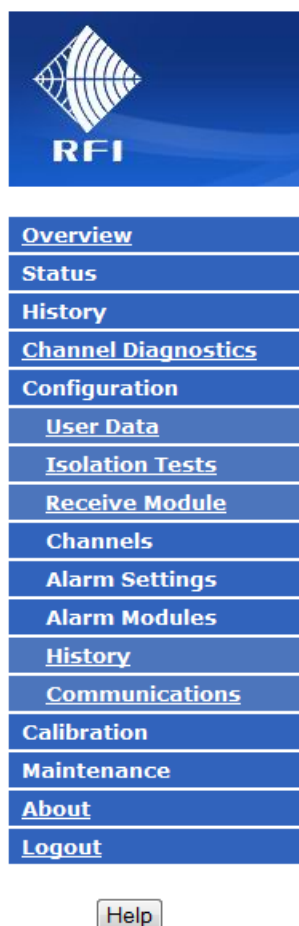 RFI
Overview
Status
History
Channel Diagnostics
Configuration
User Data
Isolation Tests
Receive Module
Channels
Alarm Settings
Alarm Modules
History
Communications
Calibration
Maintenance
About
Logout
Help